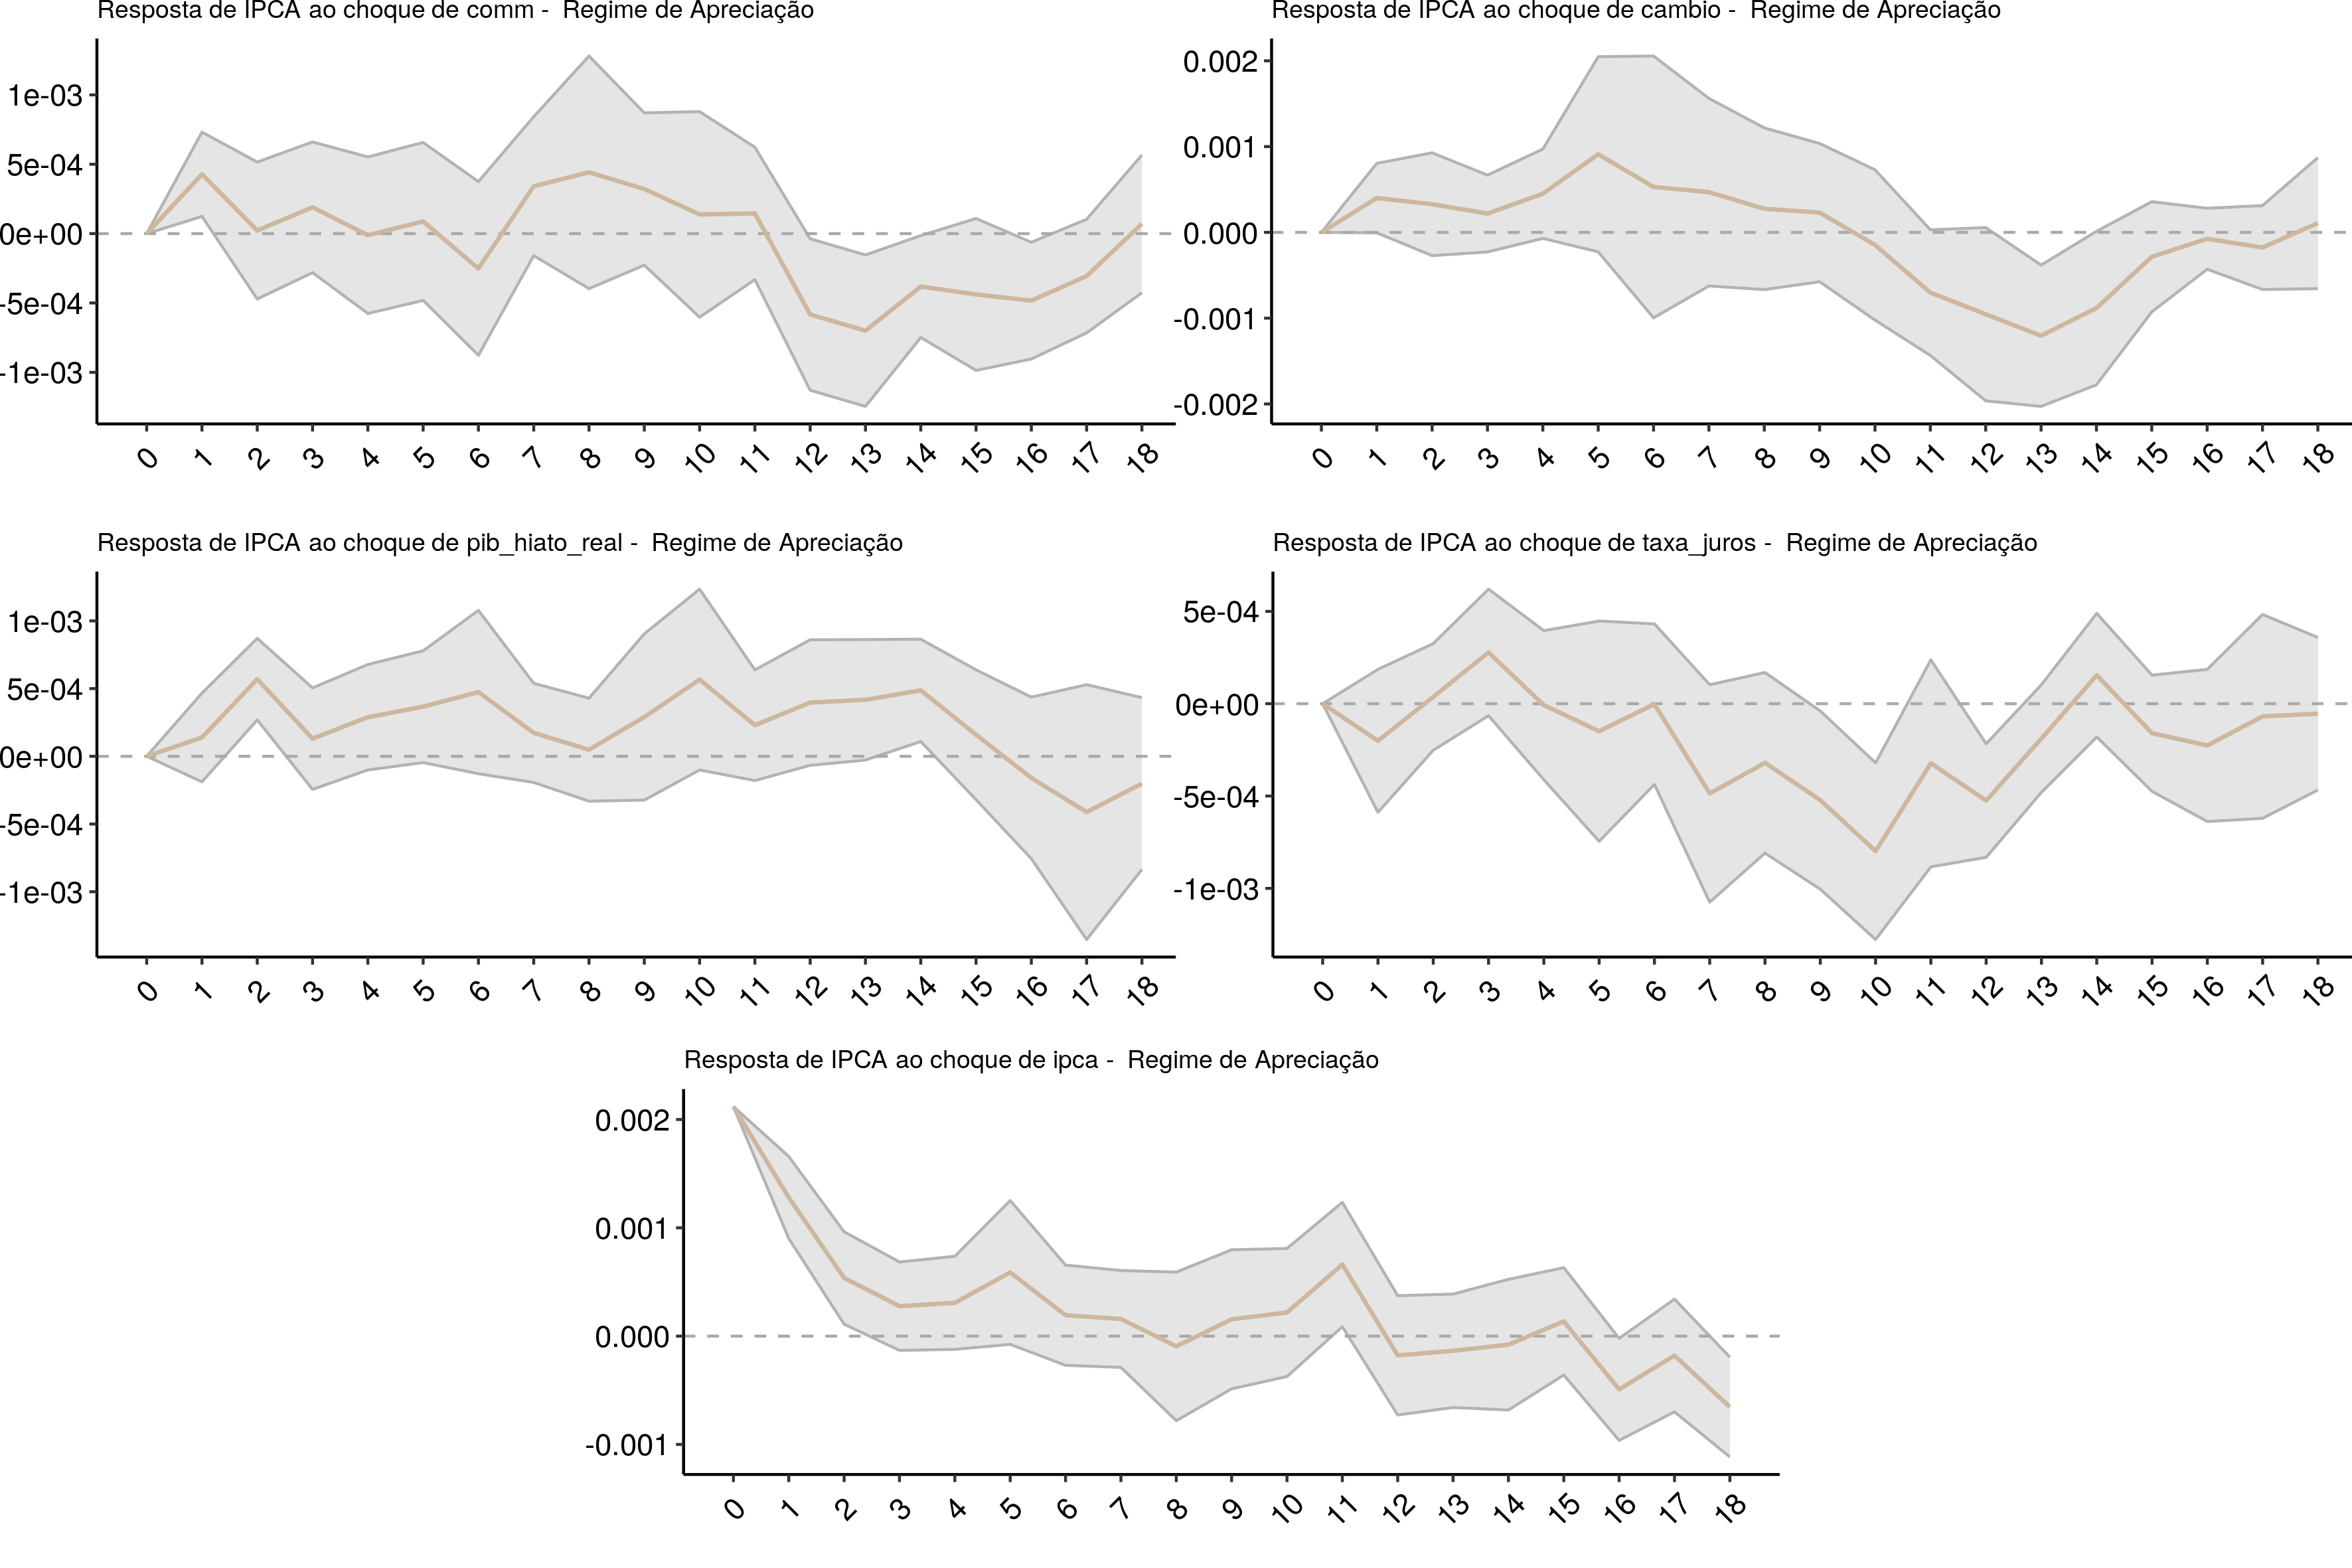 Resposta de IPCA ao choque de comm - Regime de Apreciação
1e-03
5e-04
0e+00
-5e-04
-1e-03
0 1 2 3 4 5 6 7 8 9 10 11 12 13 14 15 16 17 18
Resposta de IPCA ao choque de cambio - Regime de Apreciação
0.002
0.001
0.000
-0.001
-0.002
0 1 2 3 4 5 6 7 8 9 10 11 12 13 14 15 16 17 18
Resposta de IPCA ao choque de pib_hiato_real - Regime de Apreciação
1e-03
5e-04
0e+00
-5e-04
-1e-03
0 1 2 3 4 5 6 7 8 9 10 11 12 13 14 15 16 17 18
Resposta de IPCA ao choque de taxa_juros - Regime de Apreciação
5e-04
0e+00
-5e-04
-1e-03
0 1 2 3 4 5 6 7 8 9 10 11 12 13 14 15 16 17 18
Resposta de IPCA ao choque de ipca - Regime de Apreciação
0.002
0.001
0.000
-0.001
0 1 2 3 4 5 6 7 8 9 10 11 12 13 14 15 16 17 18